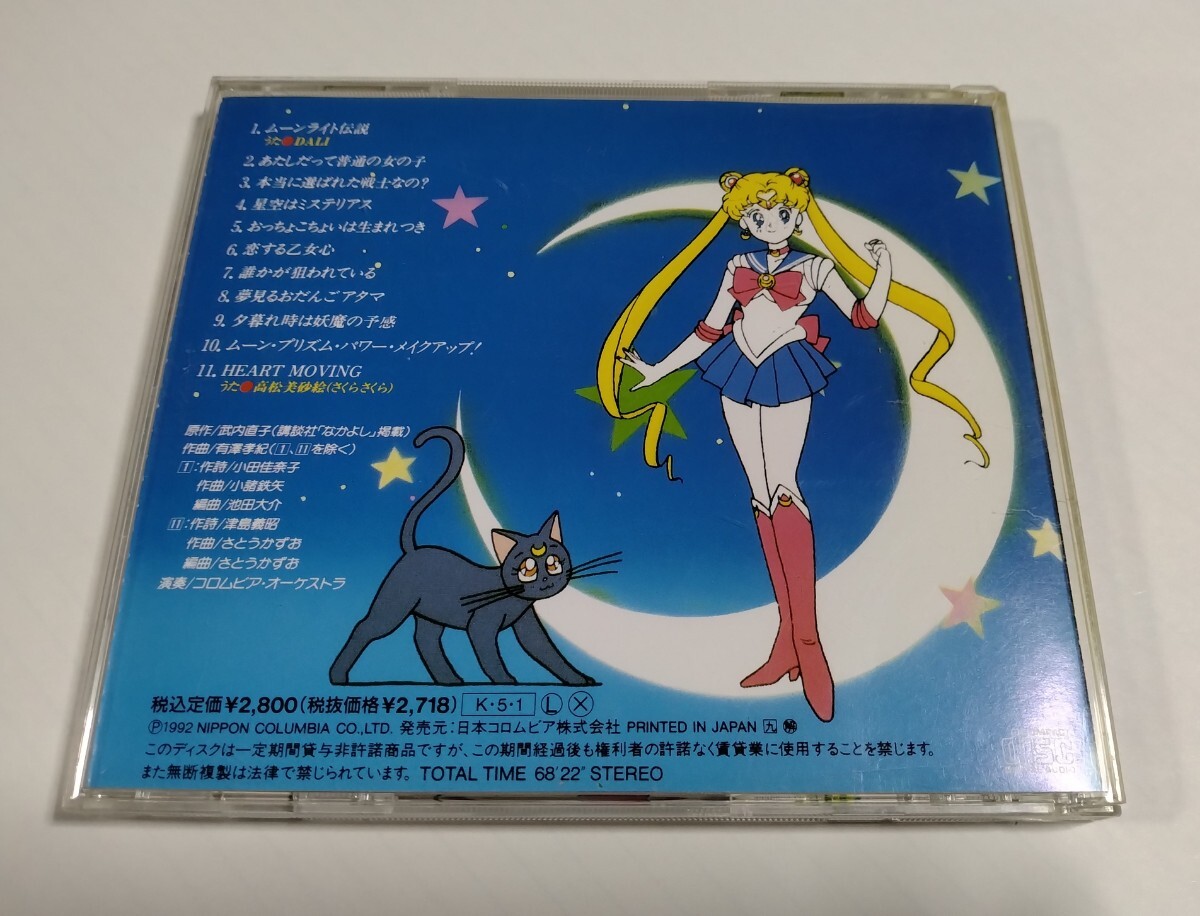 1. ムーンライト伝説
うた●DALI
2. あたしだって普通の女の子
3. 本当に選ばれた戦士なの?
4. 星空はミステリアス
5. おっちょこちょいは生まれつき
6. 恋する乙女心
7. 誰かが狙われている
8. 夢見るおだんごアタマ
9. 夕暮れ時は妖魔の予感
10. ムーン・プリズム・パワー・メイクアップ!
11. HEART MOVING
うた●高松美砂絵(さくらさくら)
原作/武内直子(講談社「なかよし」掲載)
作曲/有澤孝紀(1、11を除く)
1:作詩/小田佳奈子
作曲/小諸鉄矢
編曲/池田大介
11:作詩/津島義昭
作曲/さとうかずお
編曲/さとうかずお
演奏/コロムビア・オーケストラ
税込定価¥2,800(税抜価格¥2,718) K・5・1 Ⓛ Ⓧ
Ⓟ1992 NIPPON COLUMBIA CO.,LTD. 発売元:日本コロムビア株式会社 PRINTED IN JAPAN 九
このディスクは一定期間貸与非許諾商品ですが、この期間経過後も権利者の許諾なく賃貸業に使用することを禁じます。
また無断複製は法律で禁じられています。TOTAL TIME 68'22" STEREO